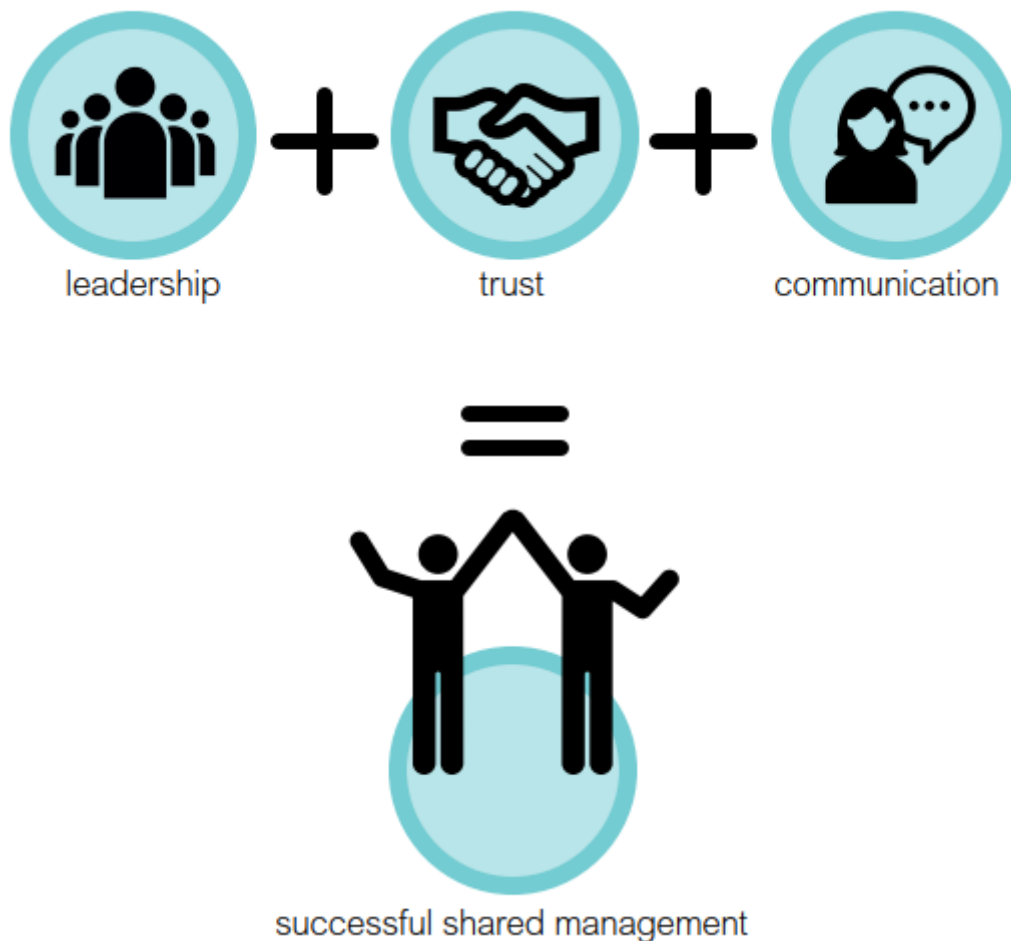 leadership
trust
communication
successful shared management